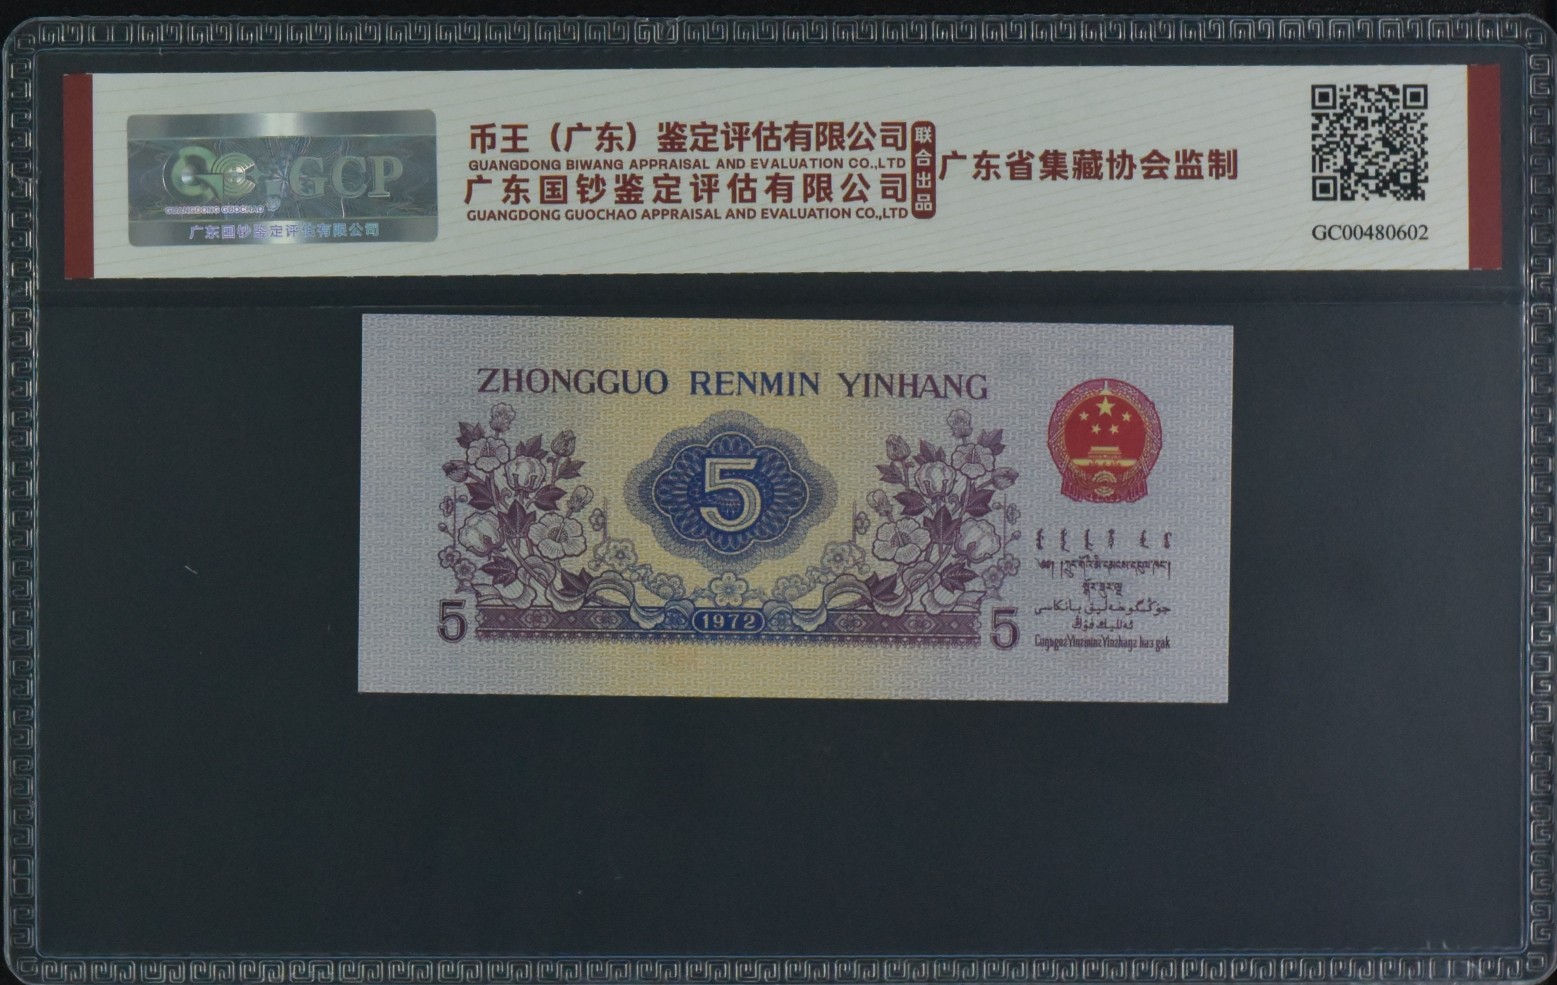 GCP
GUANGDONG GUOCHAO
广东国钞鉴定评估有限公司
币王（广东）鉴定评估有限公司
GUANGDONG BIWANG APPRAISAL AND EVALUATION CO.,LTD
广东国钞鉴定评估有限公司
GUANGDONG GUOCHAO APPRAISAL AND EVALUATION CO.,LTD
联合出品
广东省集藏协会监制
GC00480602
ZHONGGUO RENMIN YINHANG
5
5
1972
5
جۇڭگو خەلىق بانكاسى